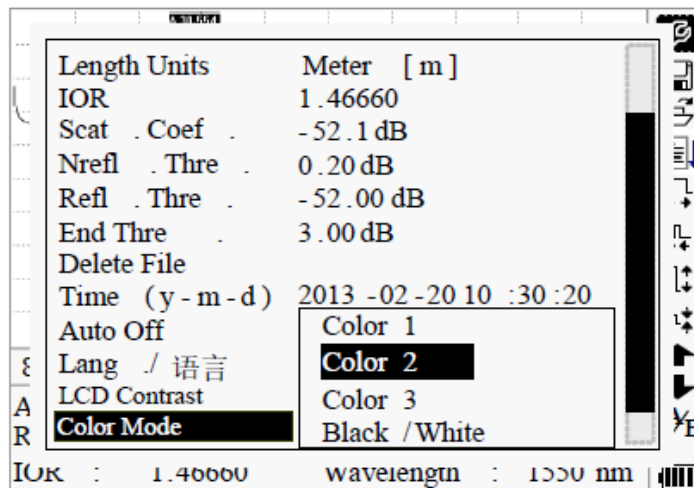 Length Units Meter [ m ]
IOR 1.46660
Scat . Coef . -52.1 dB
Nrefl . Thre . 0.20 dB
Refl . Thre . -52.00 dB
End Thre . 3.00 dB
Delete File
Time ( y - m - d ) 2013 -02 -20 10 :30 :20
Auto Off Color 1
Lang ./ 语言 Color 2
LCD Contrast Color 3
Color Mode Black / White
IOR : 1.46660 wavelength : 1550 nm